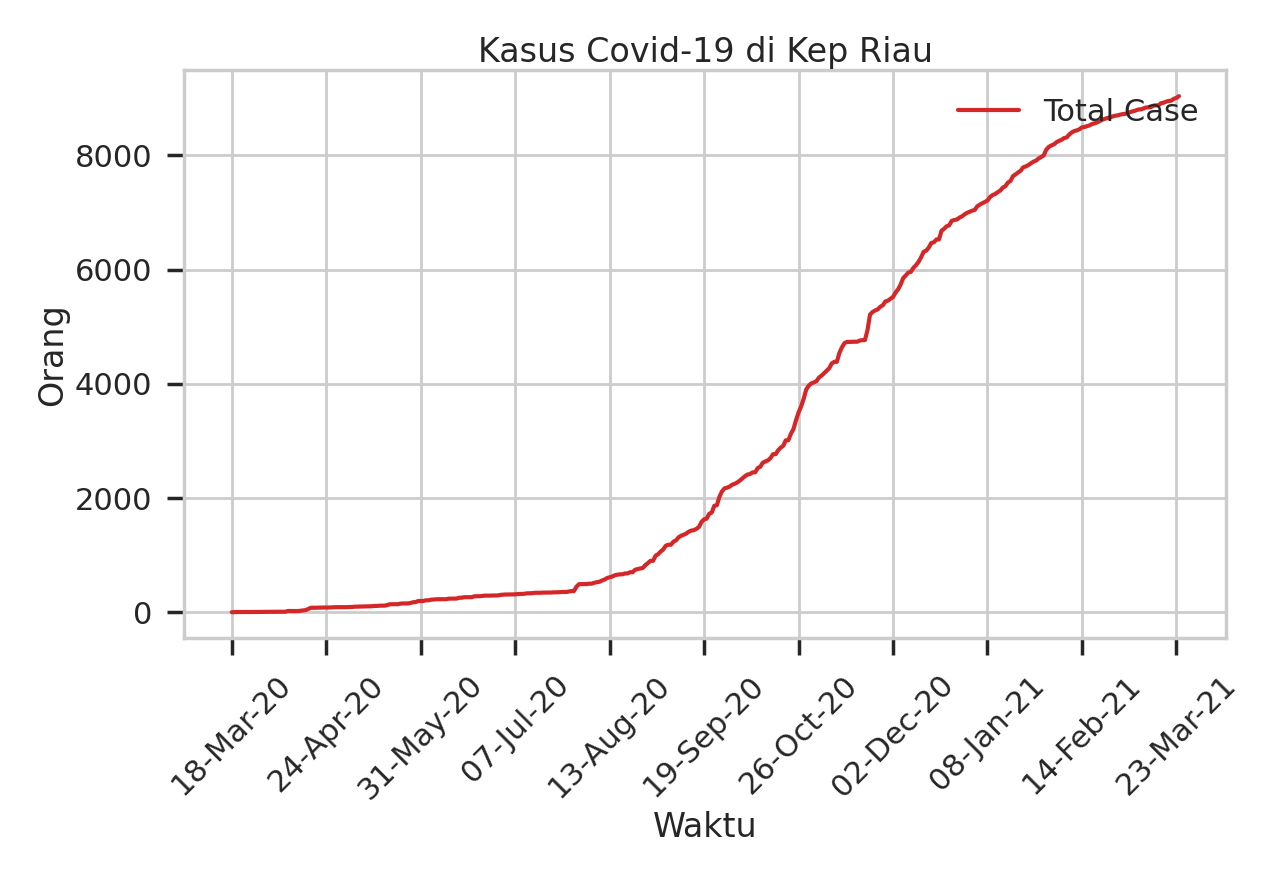 Kasus Covid-19 di Kep Riau
Total Case
8000
6000
4000
2000
0
Orang
18-Mar-20
24-Apr-20
31-May-20
07-Jul-20
13-Aug-20
19-Sep-20
26-Oct-20
02-Dec-20
08-Jan-21
14-Feb-21
23-Mar-21
Waktu